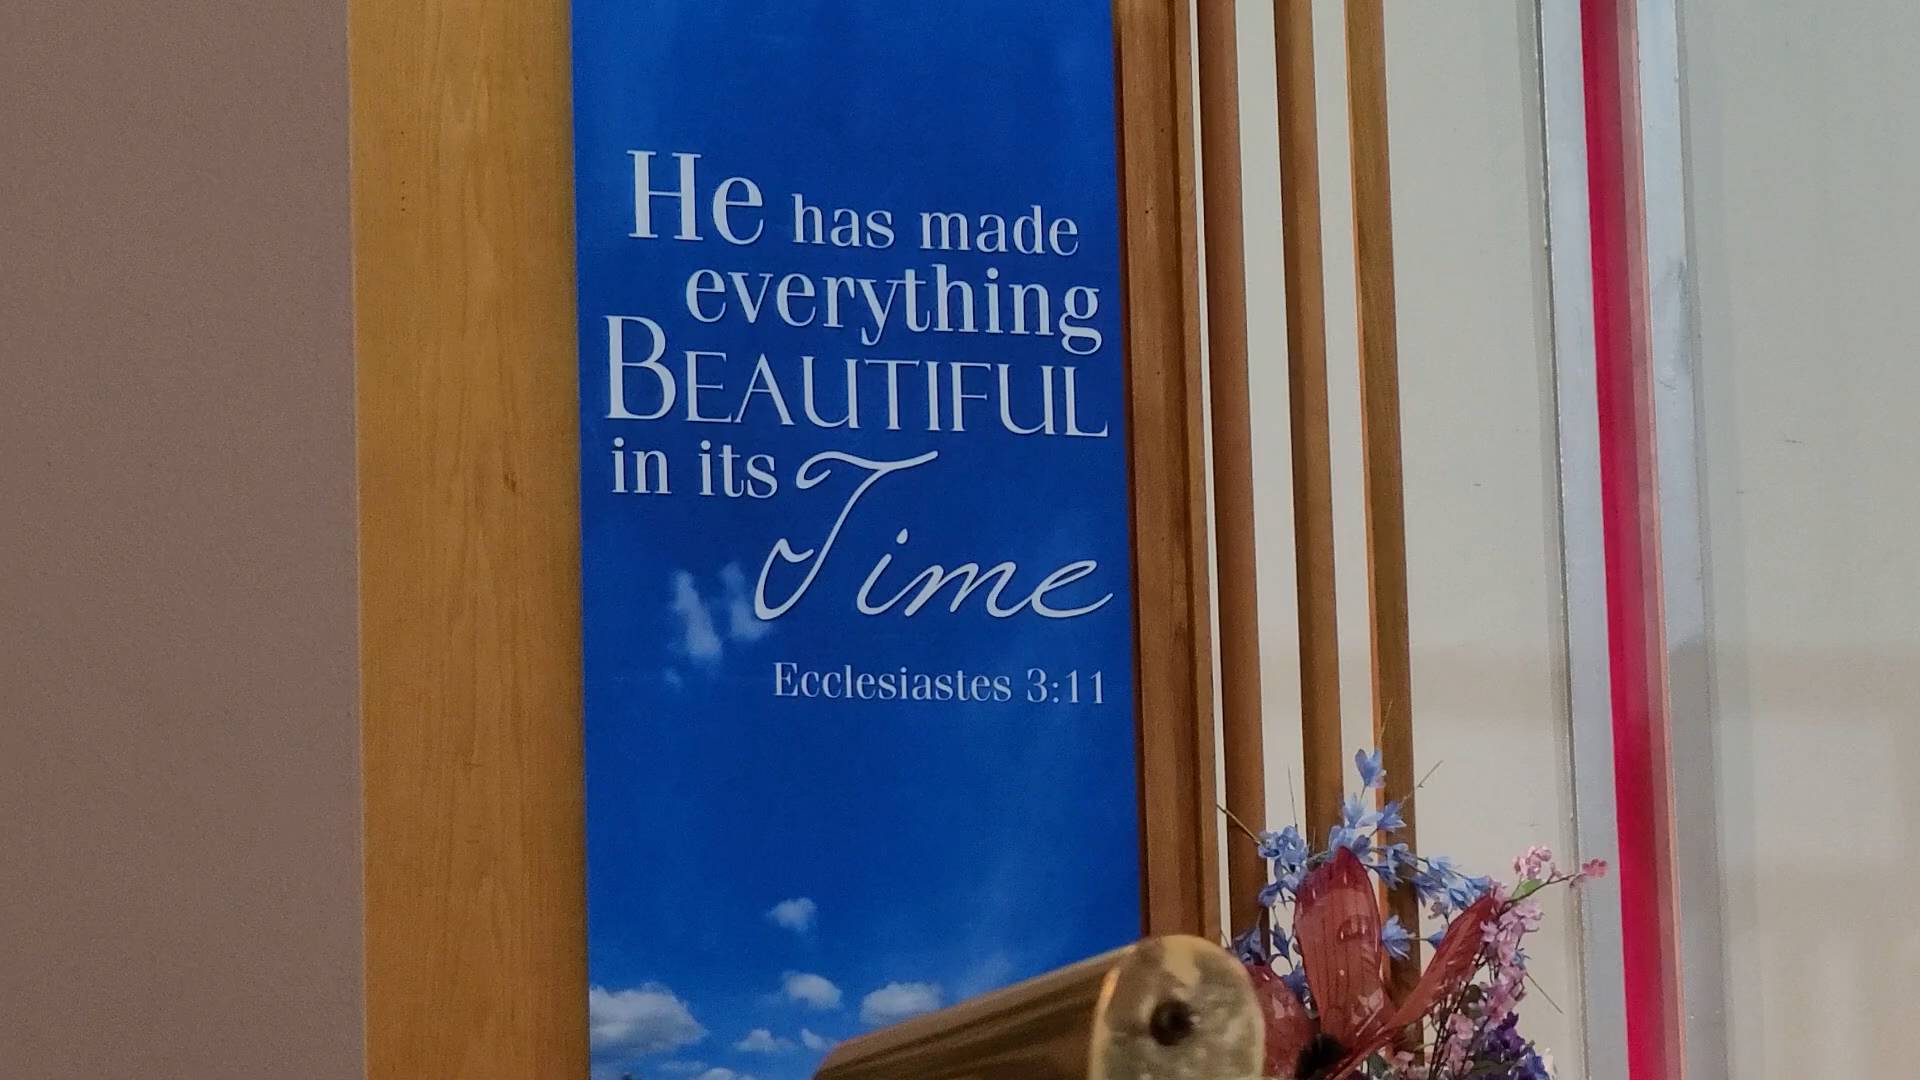 He has made
everything
BEAUTIFUL
in its Time
Ecclesiastes 3:11